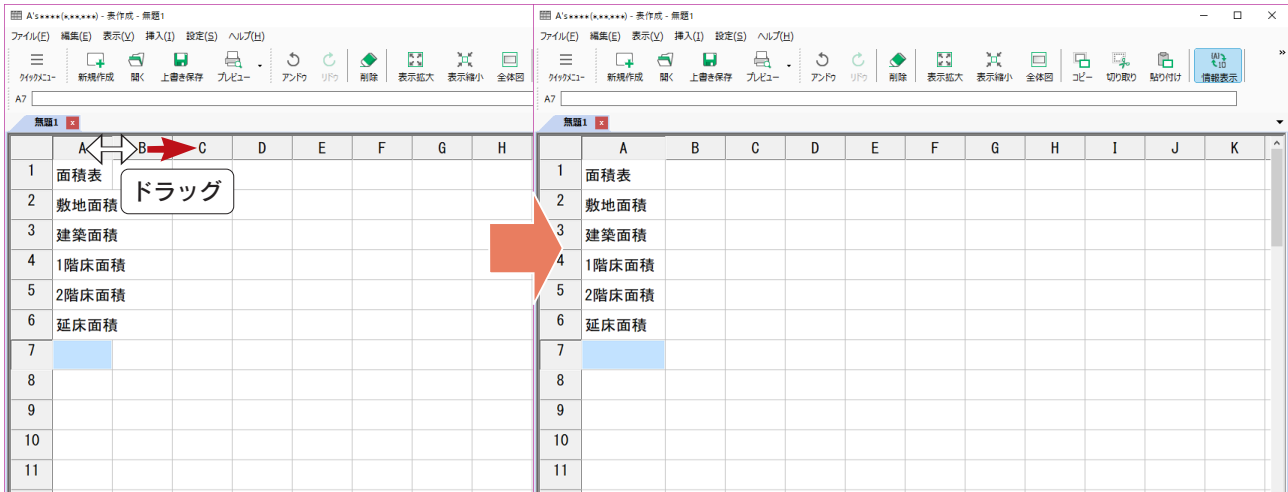 A's****(*.**.***) - 表作成 - 無題1
ファイル(F) 編集(E) 表示(V) 挿入(I) 設定(S) ヘルプ(H)
クイックメニュー 新規作成 開く 上書き保存 プレビュー アンドゥ リドゥ 削除 表示拡大 表示縮小 全体図
A7
無題1
A B C D E F G H
ドラッグ
1 面積表
2 敷地面積
3 建築面積
4 1階床面積
5 2階床面積
6 延床面積
7
8
9
10
11
A's****(*.**.***) - 表作成 - 無題1
ファイル(F) 編集(E) 表示(V) 挿入(I) 設定(S) ヘルプ(H)
クイックメニュー 新規作成 開く 上書き保存 プレビュー アンドゥ リドゥ 削除 表示拡大 表示縮小 全体図 コピー 切り取り 貼り付け 情報表示
A7
無題1
A B C D E F G H I J K
1 面積表
2 敷地面積
3 建築面積
4 1階床面積
5 2階床面積
6 延床面積
7
8
9
10
11